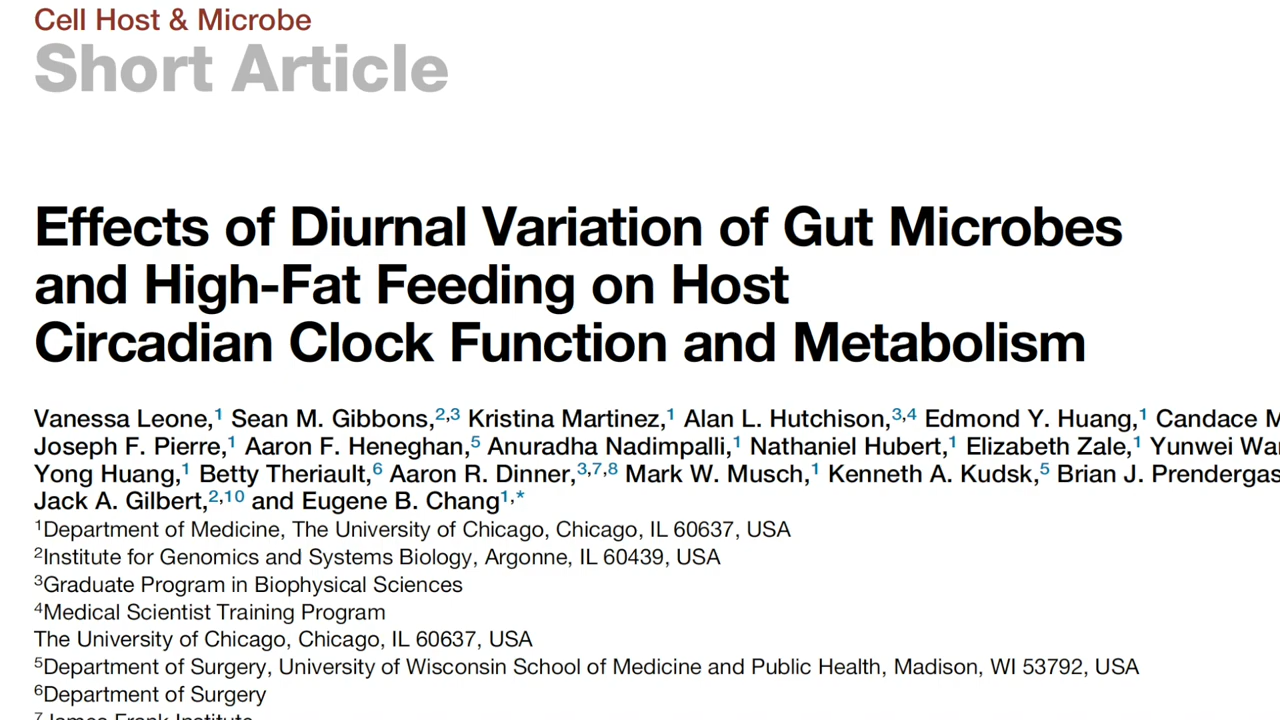 Cell Host & Microbe
Short Article
Effects of Diurnal Variation of Gut Microbes
and High-Fat Feeding on Host
Circadian Clock Function and Metabolism
Vanessa Leone,1 Sean M. Gibbons,2,3 Kristina Martinez,1 Alan L. Hutchison,3,4 Edmond Y. Huang,1 Candace M
Joseph F. Pierre,1 Aaron F. Heneghan,5 Anuradha Nadimpalli,1 Nathaniel Hubert,1 Elizabeth Zale,1 Yunwei Wa
Yong Huang,1 Betty Theriault,6 Aaron R. Dinner,3,7,8 Mark W. Musch,1 Kenneth A. Kudsk,5 Brian J. Prendergas
Jack A. Gilbert,2,10 and Eugene B. Chang1,*
1Department of Medicine, The University of Chicago, Chicago, IL 60637, USA
2Institute for Genomics and Systems Biology, Argonne, IL 60439, USA
3Graduate Program in Biophysical Sciences
4Medical Scientist Training Program
The University of Chicago, Chicago, IL 60637, USA
5Department of Surgery, University of Wisconsin School of Medicine and Public Health, Madison, WI 53792, USA
6Department of Surgery
7James Frank Institute